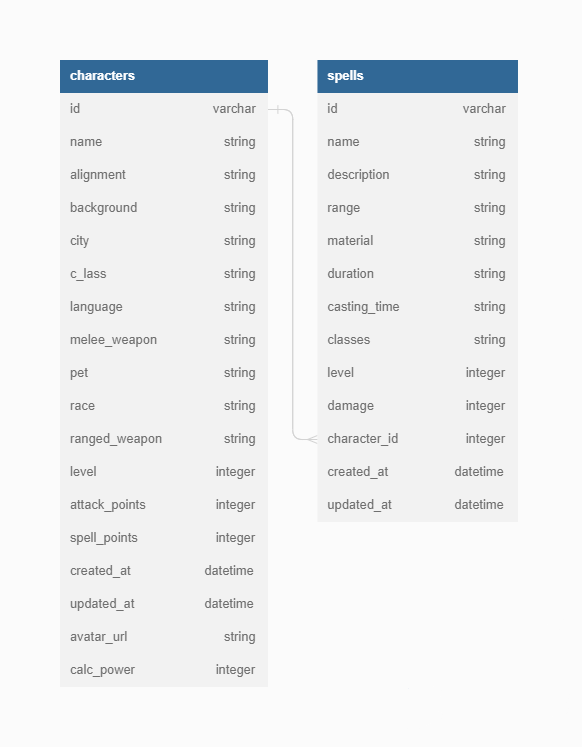 characters
id varchar
name string
alignment string
background string
city string
c_lass string
language string
melee_weapon string
pet string
race string
ranged_weapon string
level integer
attack_points integer
spell_points integer
created_at datetime
updated_at datetime
avatar_url string
calc_power integer
spells
id varchar
name string
description string
range string
material string
duration string
casting_time string
classes string
level integer
damage integer
character_id integer
created_at datetime
updated_at datetime